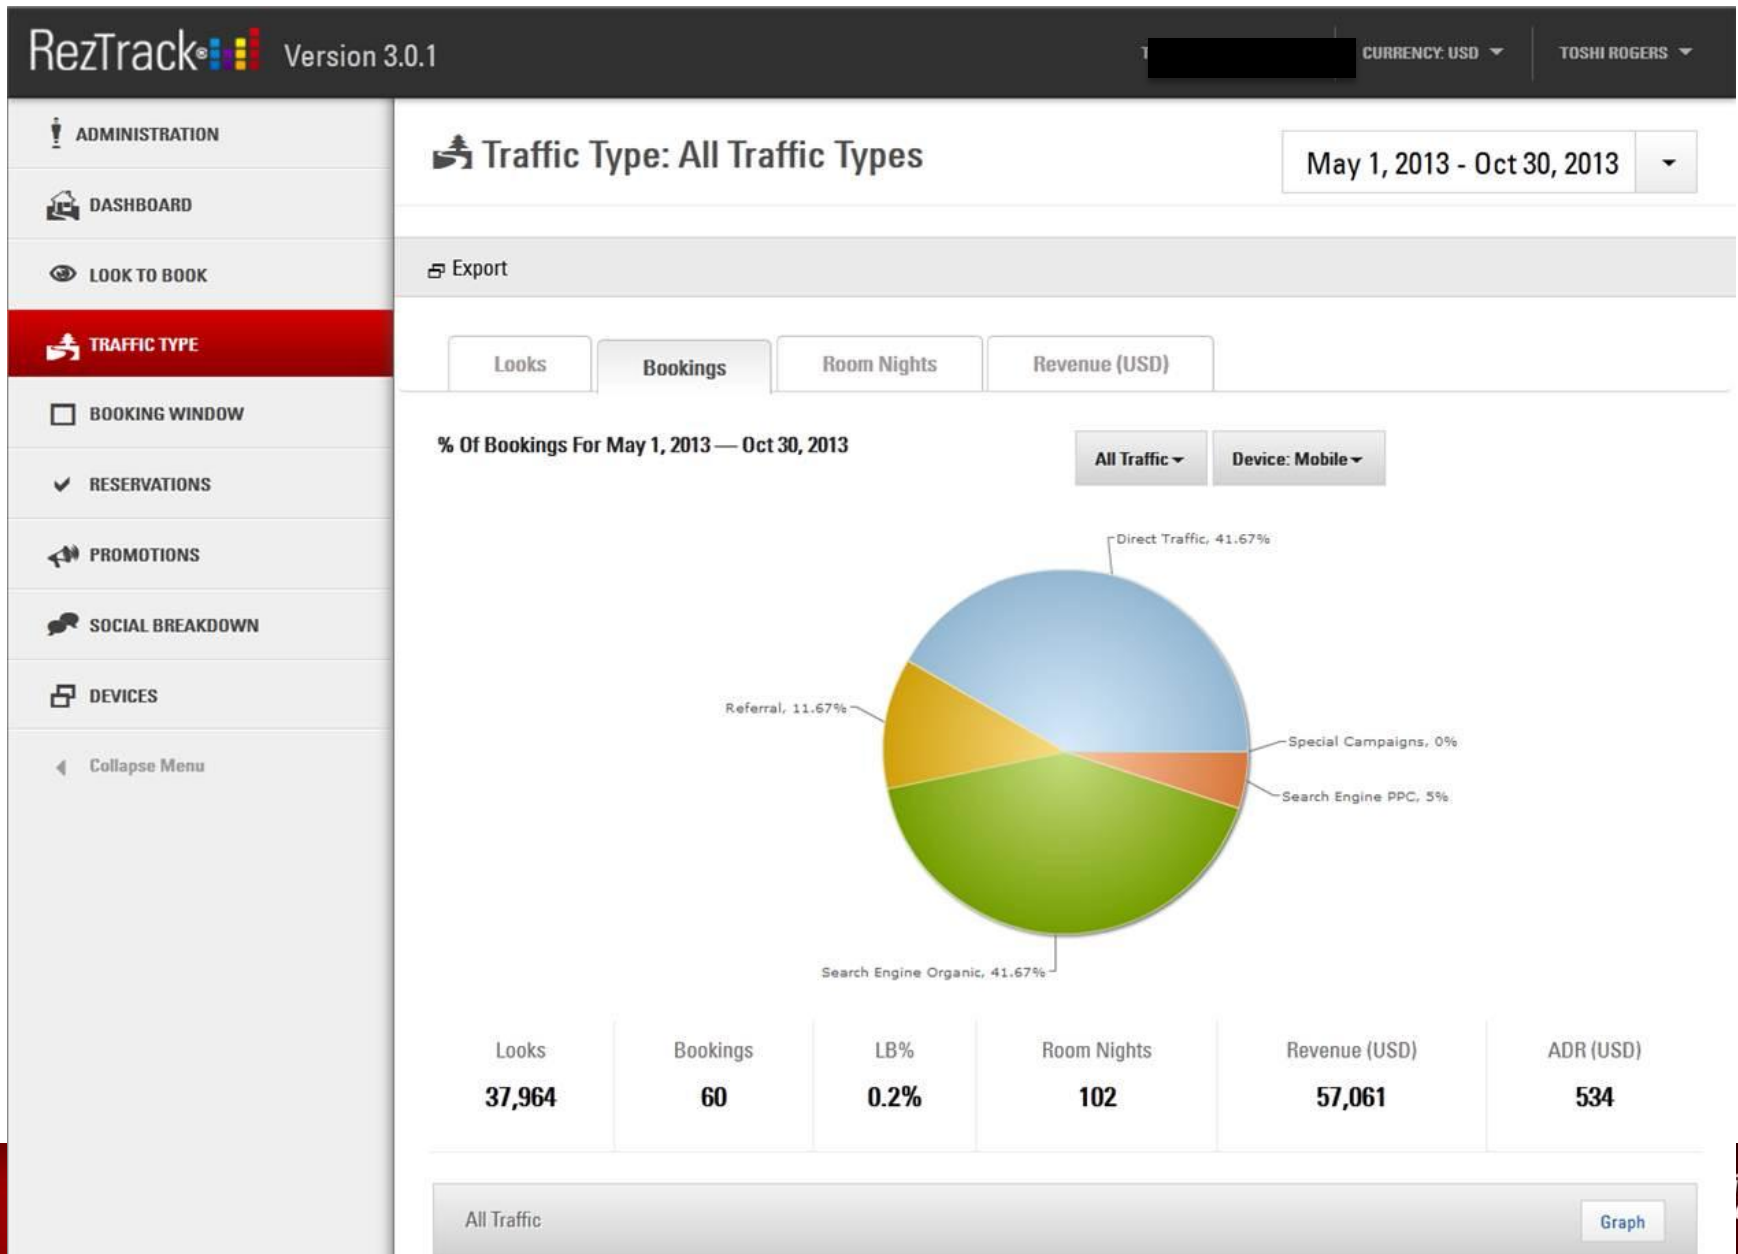 RezTrack® Version 3.0.1
CURRENCY: USD
TOSHI ROGERS
ADMINISTRATION
DASHBOARD
LOOK TO BOOK
TRAFFIC TYPE
BOOKING WINDOW
RESERVATIONS
PROMOTIONS
SOCIAL BREAKDOWN
DEVICES
Collapse Menu
Traffic Type: All Traffic Types
May 1, 2013 - Oct 30, 2013
Export
Looks
Bookings
Room Nights
Revenue (USD)
% Of Bookings For May 1, 2013 — Oct 30, 2013
All Traffic
Device: Mobile
Direct Traffic, 41.67%
Referral, 11.67%
Special Campaigns, 0%
Search Engine PPC, 5%
Search Engine Organic, 41.67%
Looks Bookings LB% Room Nights Revenue (USD) ADR (USD)
37,964 60 0.2% 102 57,061 534
All Traffic
Graph